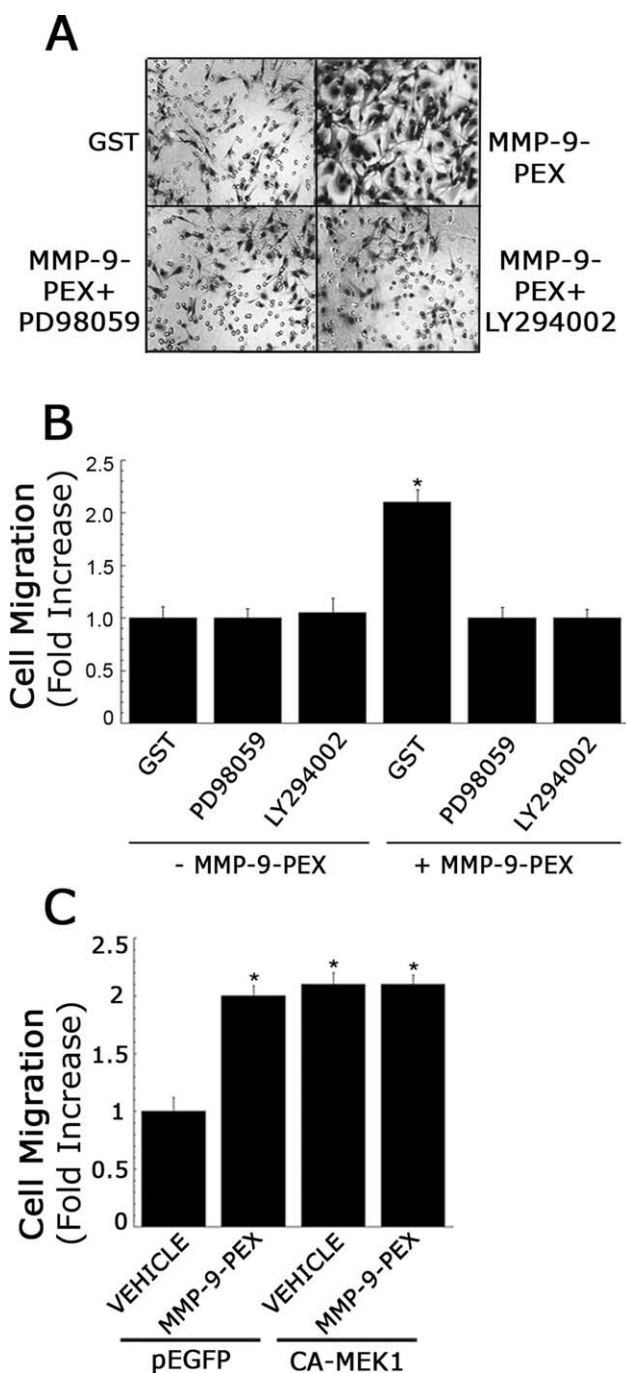 A
GST
MMP-9-
PEX
MMP-9-
PEX+
PD98059
MMP-9-
PEX+
LY294002
B
Cell Migration
(Fold Increase)
2.5
2.0
1.5
1.0
0.5
0
*
GST
PD98059
LY294002
GST
PD98059
LY294002
- MMP-9-PEX
+ MMP-9-PEX
C
Cell Migration
(Fold Increase)
2.5
2
1.5
1
0.5
0
*
*
*
VEHICLE
MMP-9-PEX
VEHICLE
MMP-9-PEX
pEGFP
CA-MEK1